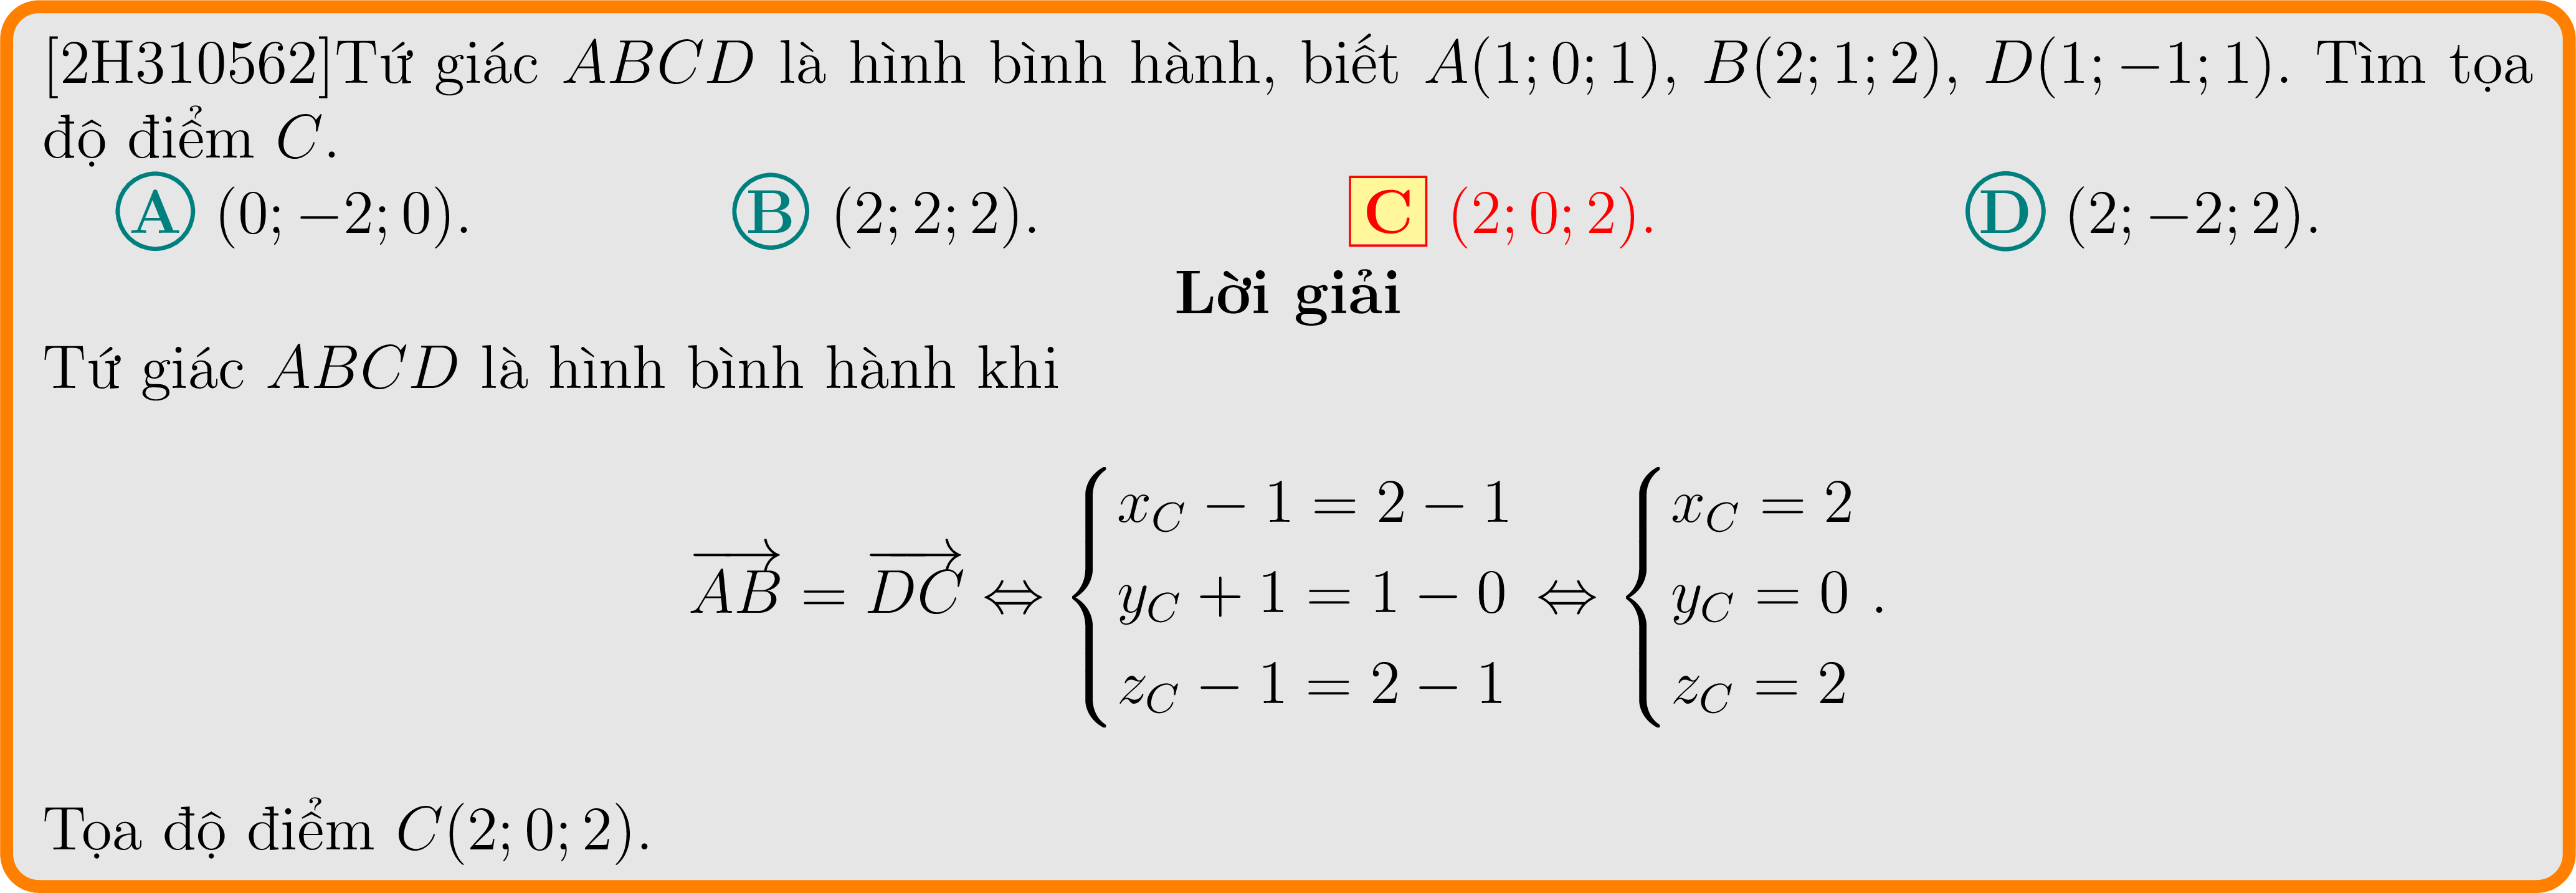 [2H310562]Tứ giác ABCD là hình bình hành, biết A(1; 0; 1), B(2; 1; 2), D(1; −1; 1). Tìm tọa
độ điểm C.
A (0; −2; 0). B (2; 2; 2). C (2; 0; 2). D (2; −2; 2).
Lời giải
Tứ giác ABCD là hình bình hành khi
$\overrightarrow{AB} = \overrightarrow{DC} \Leftrightarrow \begin{cases} x_C - 1 = 2 - 1 \\ y_C + 1 = 1 - 0 \\ z_C - 1 = 2 - 1 \end{cases} \Leftrightarrow \begin{cases} x_C = 2 \\ y_C = 0 \\ z_C = 2 \end{cases}.$
Tọa độ điểm C(2; 0; 2).